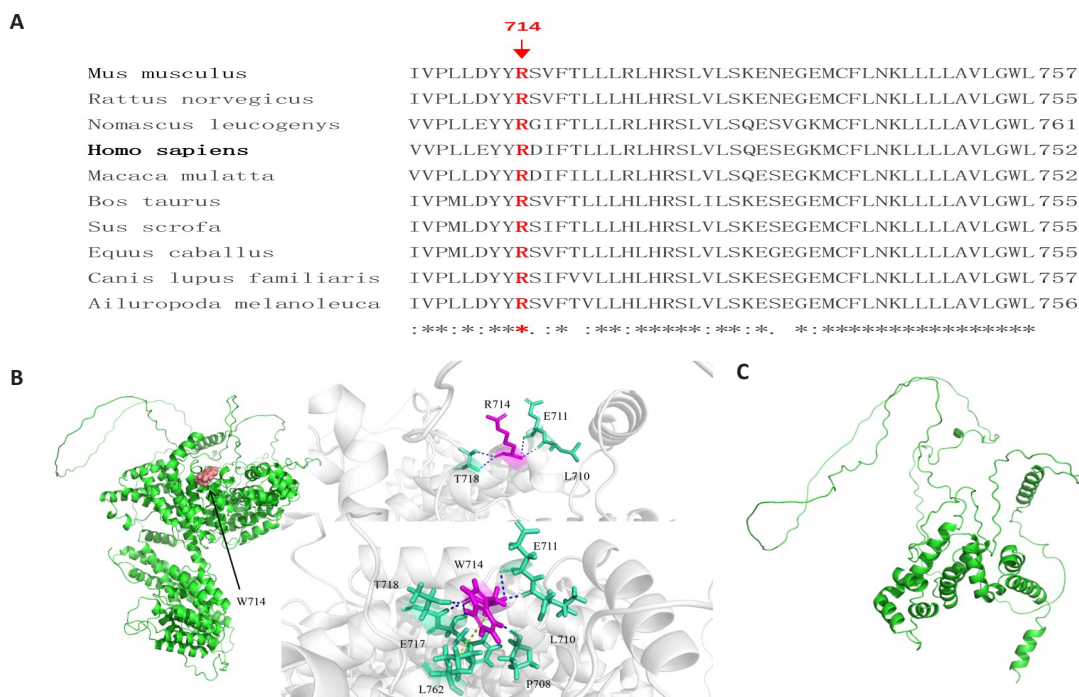 A
714
Mus musculus IVPLLDYYRSVFTLLLRLHRSLVLSKENEGEMCFLNKLLLLAVLGWL 757
Rattus norvegicus IVPLLDYYRSVFTLLLHLHRSLVLSKENEGEMCFLNKLLLLAVLGWL 755
Nomascus leucogenys VVPLLEYYRGIFTLLLRLHRSLVLSQESVGKMCFLNKLLLLAVLGWL 761
Homo sapiens VVPLLEYYRDIFTLLLRLHRSLVLSQESEGKMCFLNKLLLLAVLGWL 752
Macaca mulatta VVPLLEYYRDIFILLLRLHRSLVLSQESEGKMCFLNKLLLLAVLGWL 752
Bos taurus IVPMLDYYRSVFTLLLHLHRSLILSKESEGEMCFLNKLLLLAVLGWL 755
Sus scrofa IVPMLDYYRSIFTLLLHLHRSLVLSKESEGEMCFLNKLLLLAVLGWL 755
Equus caballus IVPMLDYYRSVFTLLLHLHRSLVLSKEGEGEMCFLNKLLLLAVLGWL 755
Canis lupus familiaris IVPLLDYYRSIFVVLLHLHRSLVLSKESEGEMCFLNKLLLLAVLGWL 757
Ailuropoda melanoleuca IVPLLDYYRSVFTVLLHLHRSLVLSKESEGEMCFLNKLLLLAVLGWL 756
:**:*:***.:* :**:*****:**:*. *:****************
B
C
R714
E711
T718
L710
W714
E711
W714
T718
E717
L710
L762
P708